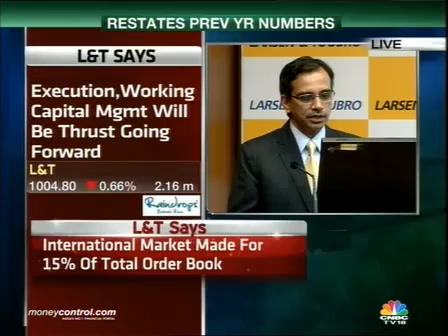 RESTATES PREV YR NUMBERS
LIVE
L&T SAYS
Execution,Working
Capital Mgmt Will
Be Thrust Going
Forward
L&T
1004.80 0.66% 2.16 m
Raindrops
L&T Says
International Market Made For
15% Of Total Order Book
LARSEN & TOUBRO
LARSEN
UBRO
LARSEN
moneycontrol.com
CNBC
TV18